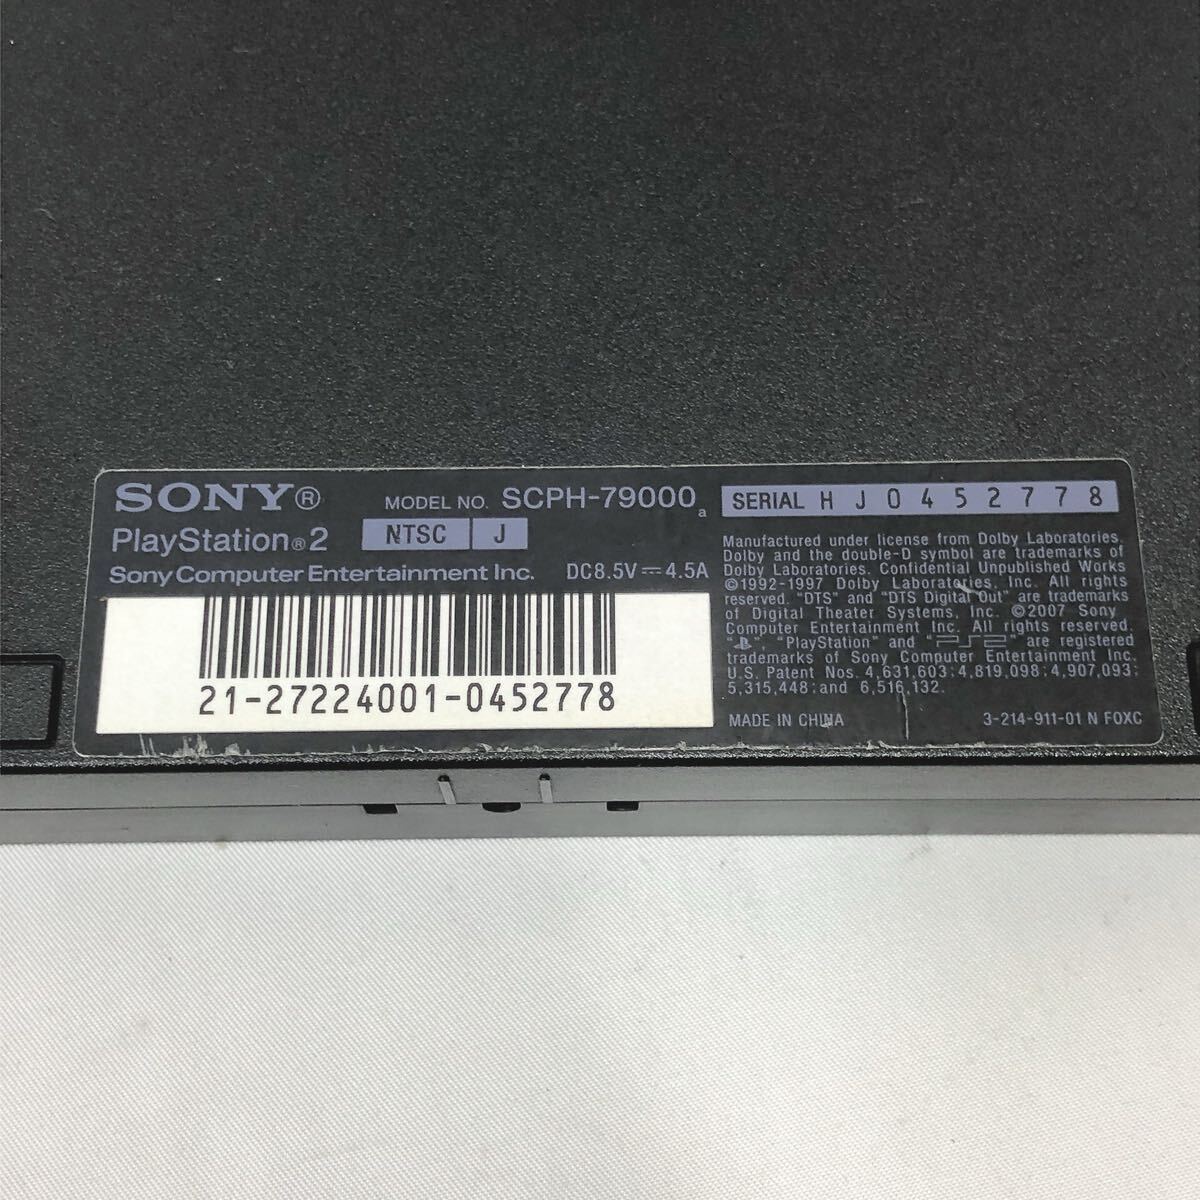 SONY®
PlayStation®2
MODEL NO. SCPH-79000 a
NTSC J
Sony Computer Entertainment Inc. DC8.5V⎓4.5A
21-27224001-0452778
SERIAL H J 0 4 5 2 7 7 8
Manufactured under license from Dolby Laboratories.
Dolby and the double-D symbol are trademarks of
Dolby Laboratories. Confidential Unpublished Works
©1992-1997 Dolby Laboratories, Inc. All rights
reserved. "DTS" and "DTS Digital Out" are trademarks
of Digital Theater Systems, Inc. ©2007 Sony
Computer Entertainment Inc. All rights reserved.
" ", "PlayStation" and "PS2" are registered
trademarks of Sony Computer Entertainment Inc.
U.S. Patent Nos. 4,631,603; 4,819,098; 4,907,093;
5,315,448; and 6,516,132.
MADE IN CHINA 3-214-911-01 N FOXC